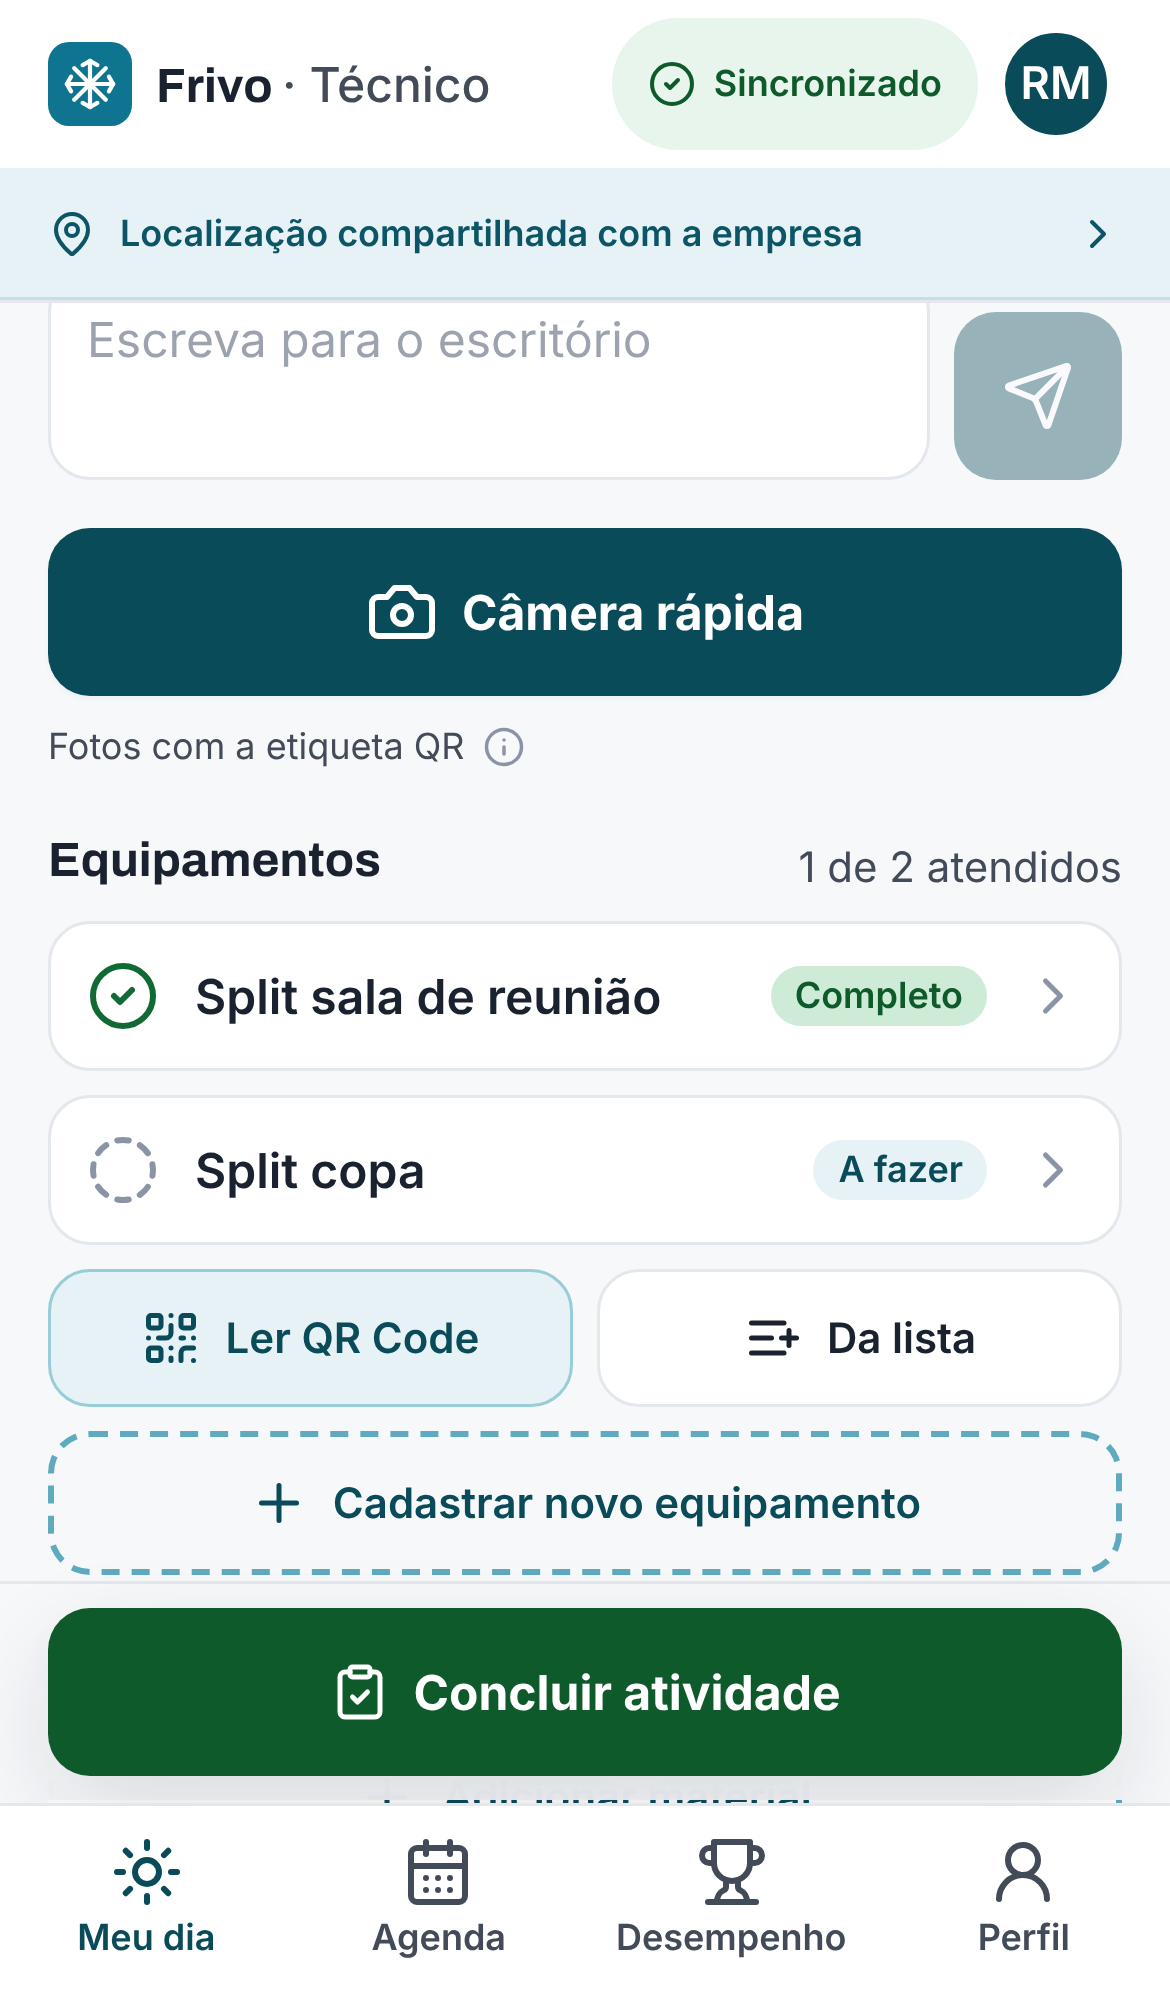 Frivo · Técnico
Sincronizado
RM
Localização compartilhada com a empresa
Escreva para o escritório
Câmera rápida
Fotos com a etiqueta QR
Equipamentos
1 de 2 atendidos
Split sala de reunião
Completo
Split copa
A fazer
Ler QR Code
Da lista
Cadastrar novo equipamento
Concluir atividade
Adicionar material
Meu dia
Agenda
Desempenho
Perfil